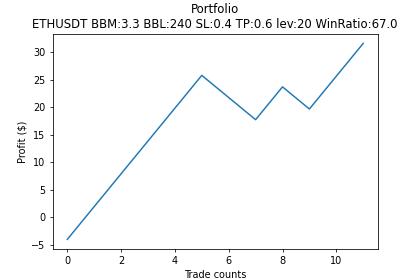 Portfolio
ETHUSDT BBM:3.3 BBL:240 SL:0.4 TP:0.6 lev:20 WinRatio:67.0
30
25
20
15
10
5
0
−5
Profit ($)
0 2 4 6 8 10
Trade counts